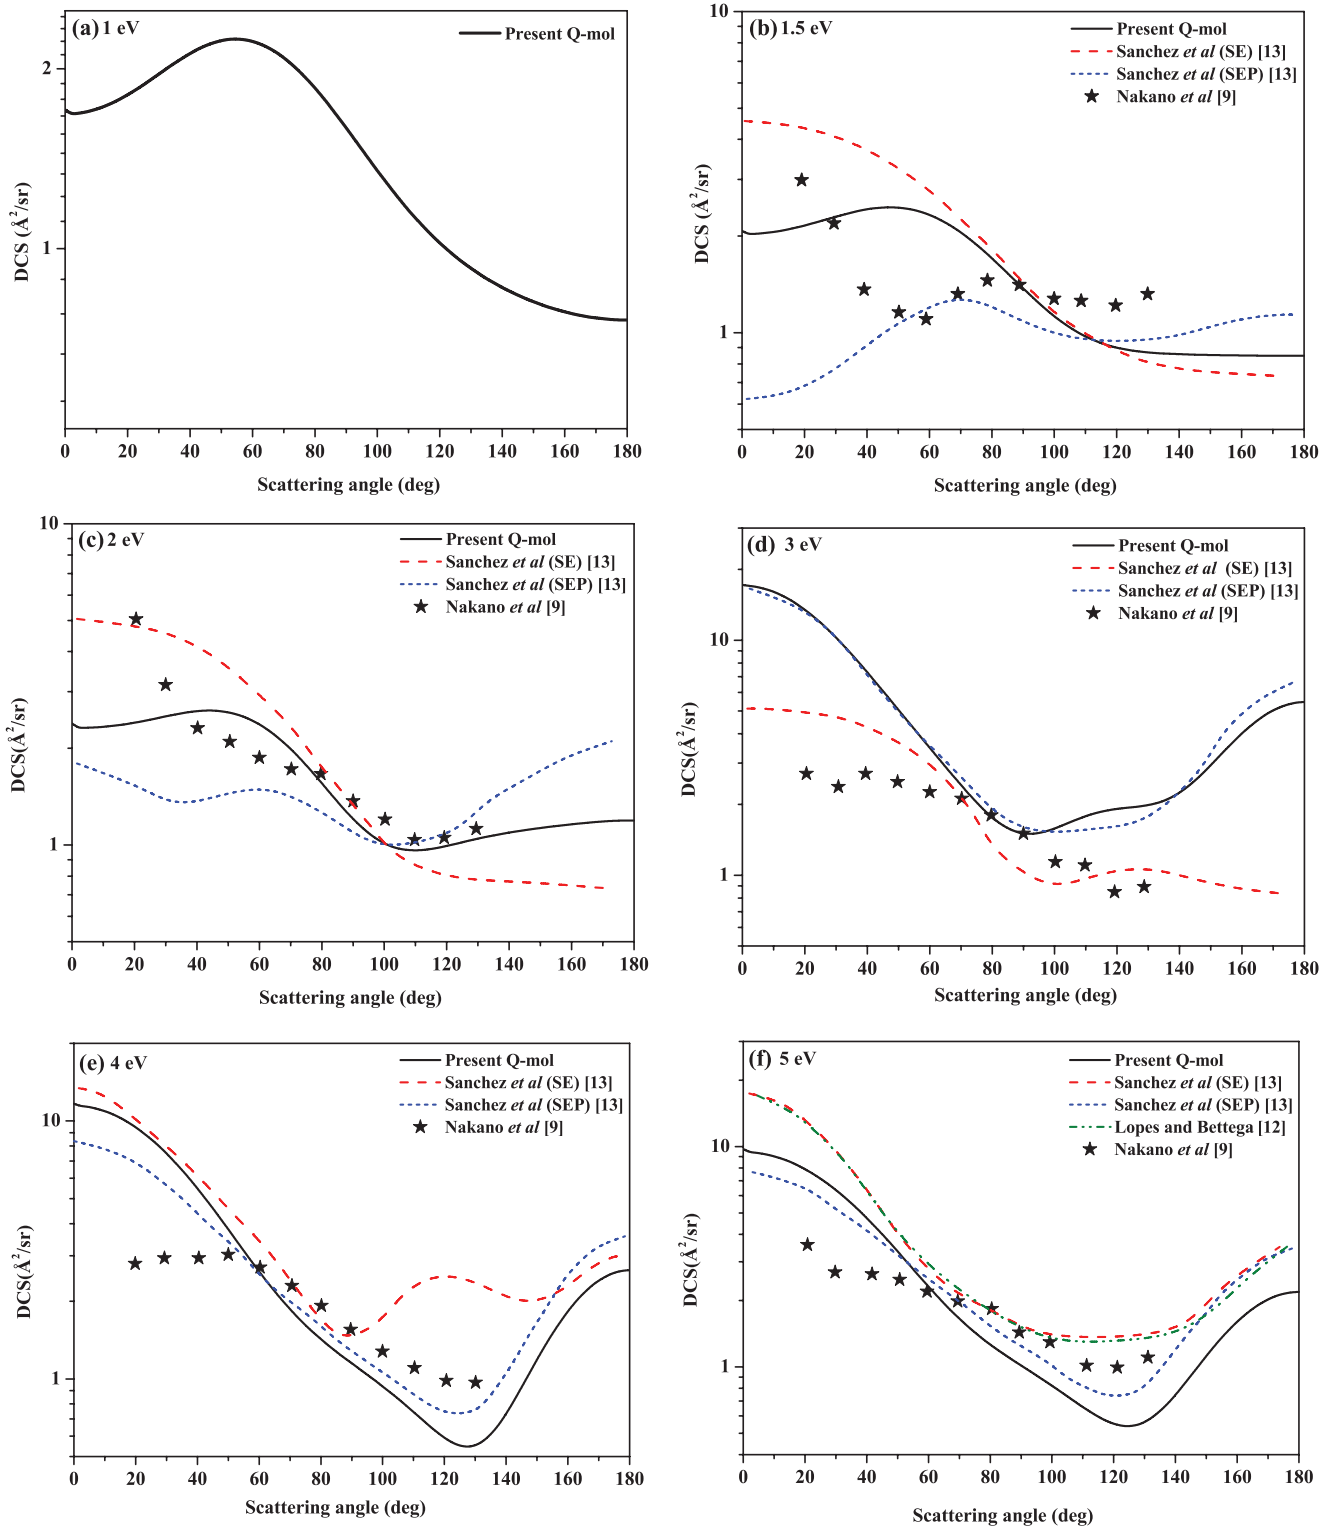 (a) 1 eV
Present Q-mol
2
1
DCS (Å²/sr)
0 20 40 60 80 100 120 140 160 180
Scattering angle (deg)
(b) 1.5 eV
Present Q-mol
Sanchez et al (SE) [13]
Sanchez et al (SEP) [13]
Nakano et al [9]
10
1
DCS (Å²/sr)
0 20 40 60 80 100 120 140 160 180
Scattering angle (deg)
(c) 2 eV
Present Q-mol
Sanchez et al (SE) [13]
Sanchez et al (SEP) [13]
Nakano et al [9]
10
1
DCS(Å²/sr)
0 20 40 60 80 100 120 140 160 180
Scattering angle (deg)
(d) 3 eV
Present Q-mol
Sanchez et al (SE) [13]
Sanchez et al (SEP) [13]
Nakano et al [9]
10
1
DCS(Å²/sr)
0 20 40 60 80 100 120 140 160 180
Scattering angle (deg)
(e) 4 eV
Present Q-mol
Sanchez et al (SE) [13]
Sanchez et al (SEP) [13]
Nakano et al [9]
10
1
DCS(Å²/sr)
0 20 40 60 80 100 120 140 160 180
Scattering angle (deg)
(f) 5 eV
Present Q-mol
Sanchez et al (SE) [13]
Sanchez et al (SEP) [13]
Lopes and Bettega [12]
Nakano et al [9]
10
1
DCS(Å²/sr)
0 20 40 60 80 100 120 140 160 180
Scattering angle (deg)